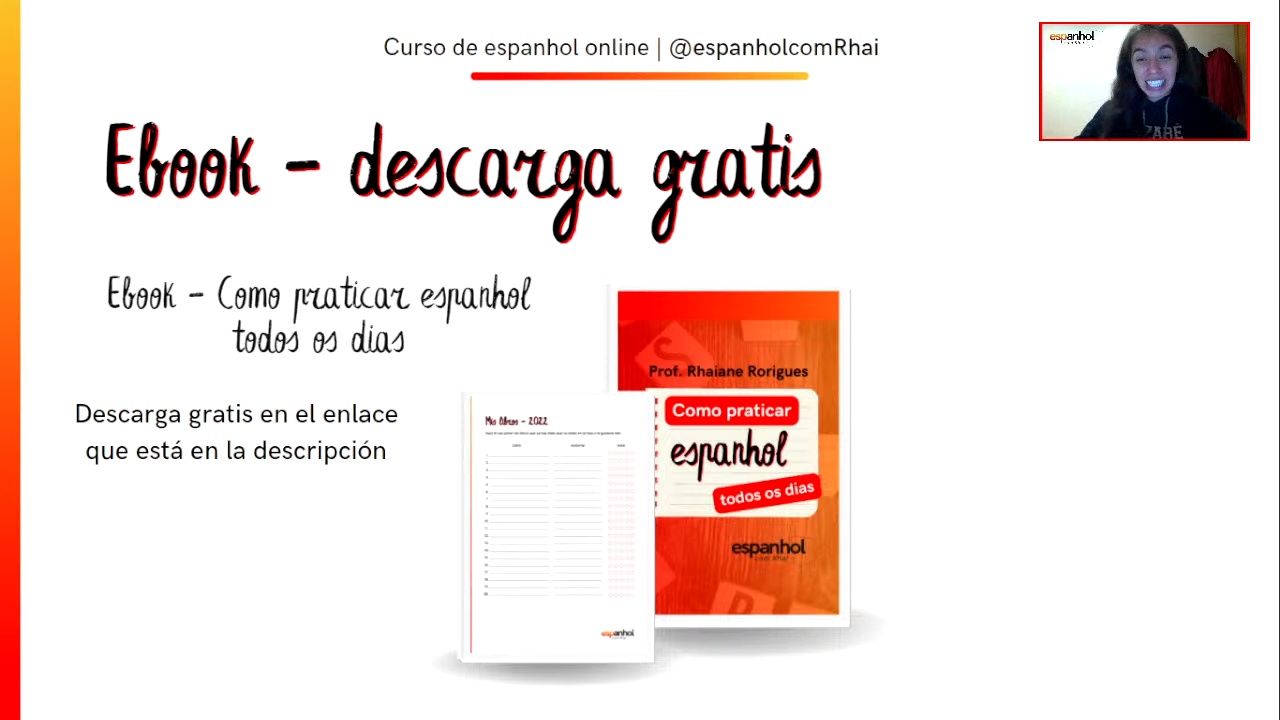 Curso de espanhol online | @espanholcomRhai
espanhol
Ebook - descarga gratis
Ebook - Como praticar espanhol
todos os dias
Descarga gratis en el enlace
que está en la descripción
Prof. Rhaiane Rorigues
Como praticar
espanhol
todos os dias
espanhol
Mis libros - 2022
espanhol